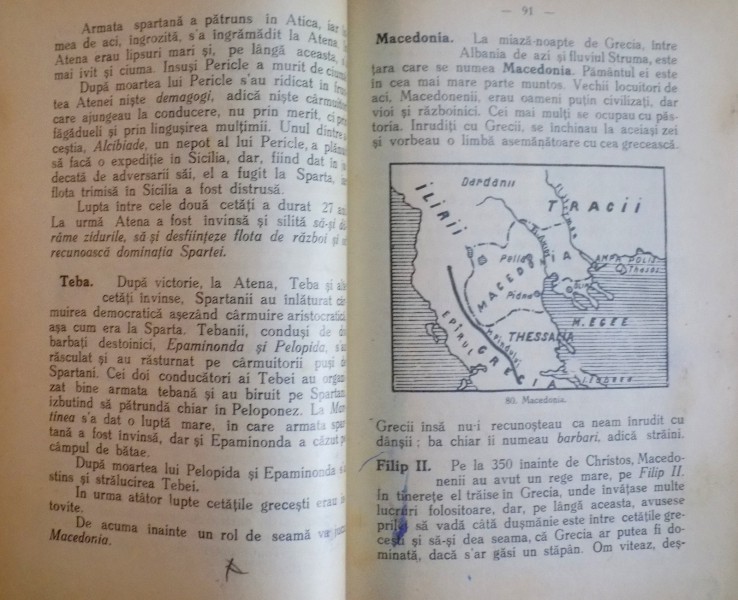 Armata spartană a pătruns în Atica, iar
mea de aci, îngrozită, s'a îngrămădit la Atena.
Atena erau lipsuri mari și, pe lângă aceasta,
mai ivit și ciuma. Insuși Pericle a murit de ciumă.
După moartea lui Pericle s'au ridicat în
tea Atenei niște demagogi, adică niște cârmuitori
care ajungeau la conducere, nu prin merit, ci prin
făgădueli și prin lingușirea mulțimii. Unul dintre
ceștia, Alcibiade, un nepot al lui Pericle, a
să facă o expediție în Sicilia, dar, fiind dat în
decată de adversarii săi, el a fugit la Sparta,
flota trimisă în Sicilia a fost distrusă.
Lupta între cele două cetăți a durat 27
La urmă Atena a fost învinsă și silită să-și
râme zidurile, să și desființeze flota de război și
recunoască dominația Spartei.
Teba. După victorie, la Atena, Teba și
cetăți învinse, Spartanii au înlăturat
muirea democratică așezând cârmuire aristocratică
așa cum era la Sparta. Tebanii, conduși de
barbați destoinici, Epaminonda și Pelopida,
răsculat și au răsturnat pe cârmuitorii puși
Spartani. Cei doi conducători ai Tebei au
zat bine armata tebană și au biruit pe
izbutind să pătrundă chiar în Peloponez. La
tinea s'a dat o luptă mare, în care armata
tană a fost învinsă, dar și Epaminonda a căzut pe
câmpul de bătae.
După moartea lui Pelopida și Epaminonda
stins și strălucirea Tebei.
In urma atâtor lupte cetățile grecești erau
tovite.
De acuma înainte un rol de seamă
Macedonia.
— 91 —
Macedonia. La miază-noapte de Grecia, între
Albania de azi și fluviul Struma, este
țara care se numea Macedonia. Pământul ei este
în cea mai mare parte muntos. Vechii locuitori de
aci, Macedonenii, erau oameni puțin civilizați, dar
vioi și războinici. Cei mai mulți se ocupau cu păs-
toria. Inrudiți cu Grecii, se închinau la aceiași zei
și vorbeau o limbă asemănătoare cu cea grecească.
Dardanii
ILIRII
TRACII
Pella
MACEDONIA
AMFIPOLIS
Thasos
Pidna
M. EGEE
EPIRUL
THESSALIA
GRECIA
80. Macedonia.
Grecii însă nu-i recunoșteau ca neam înrudit cu
dânșii: ba chiar ii numeau barbari, adică străini.
Filip II. Pe la 350 inainte de Christos, Macedo-
nenii au avut un rege mare, pe Filip II.
In tinerețe el trăise în Grecia, unde învățase multe
lucruri folositoare, dar, pe lângă aceasta, avusese
prilej să vadă câtă dușmănie este intre cetățile gre-
cești și să-și dea seama, că Grecia ar putea fi do-
minată, dacă s'ar găsi un stăpân. Om viteaz, deș-